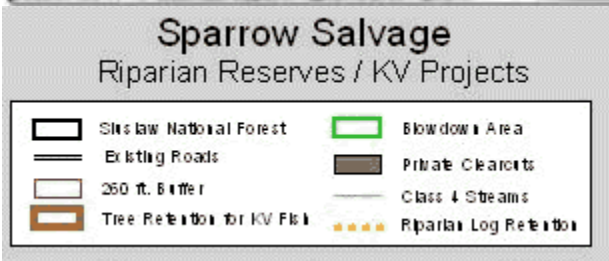 Sparrow Salvage
Riparian Reserves / KV Projects
Siuslaw National Forest
Existing Roads
260 ft. Buffer
Tree Retention for KV Fish
Blowdown Area
Private Clearcuts
Class 4 Streams
Riparian Log Retention